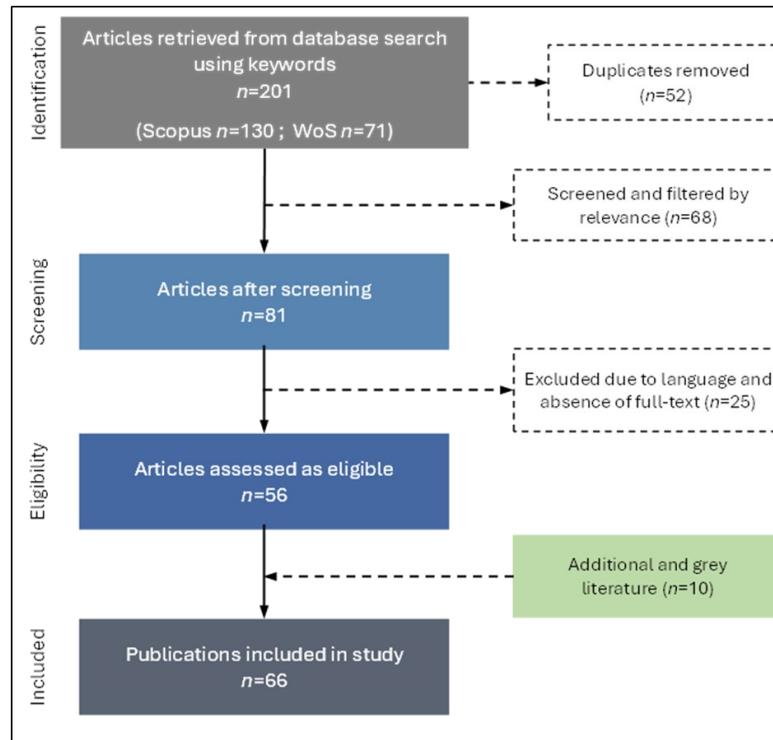 Identification
Articles retrieved from database search
using keywords
n=201
(Scopus n=130 ; WoS n=71)
Duplicates removed
(n=52)
Screened and filtered by
relevance (n=68)
Screening
Articles after screening
n=81
Excluded due to language and
absence of full-text (n=25)
Eligibility
Articles assessed as eligible
n=56
Additional and grey
literature (n=10)
Included
Publications included in study
n=66